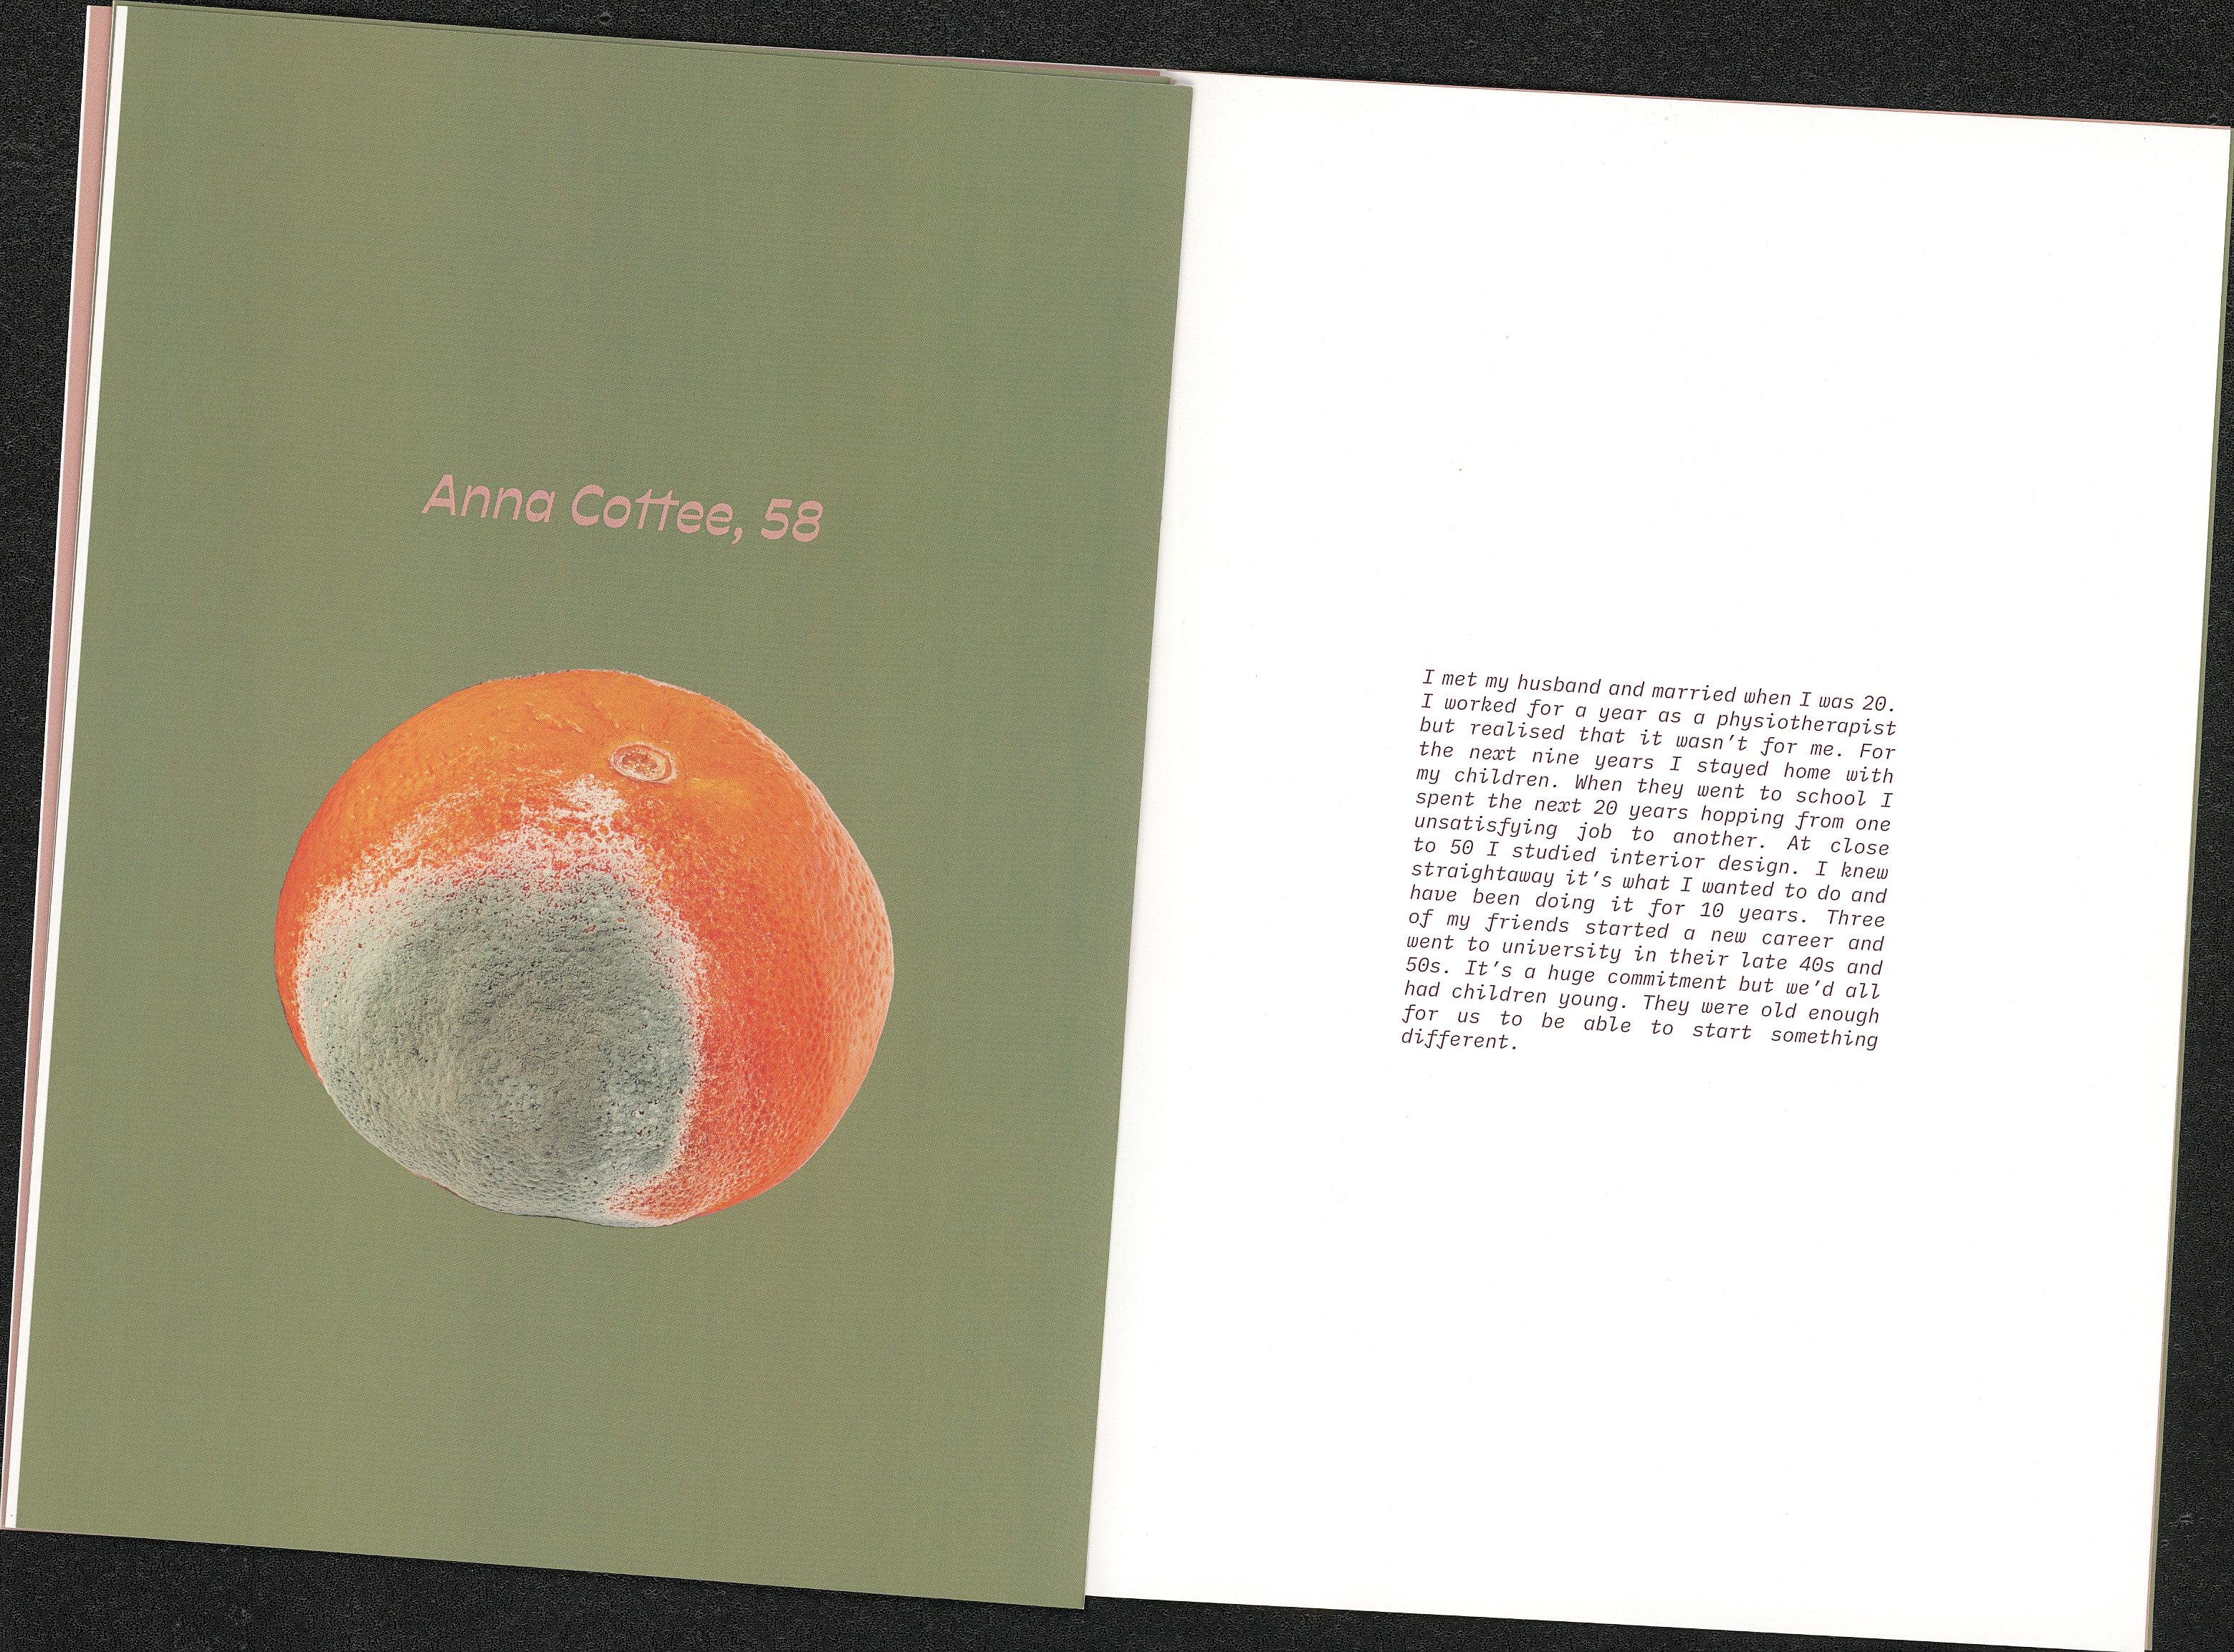 Anna Cottee, 58
I met my husband and married when I was 20.
I worked for a year as a physiotherapist
but realised that it wasn't for me. For
the next nine years I stayed home with
my children. When they went to school I
spent the next 20 years hopping from one
unsatisfying job to another. At close
to 50 I studied interior design. I knew
straightaway it's what I wanted to do and
have been doing it for 10 years. Three
of my friends started a new career and
went to university in their late 40s and
50s. It's a huge commitment but we'd all
had children young. They were old enough
for us to be able to start something
different.